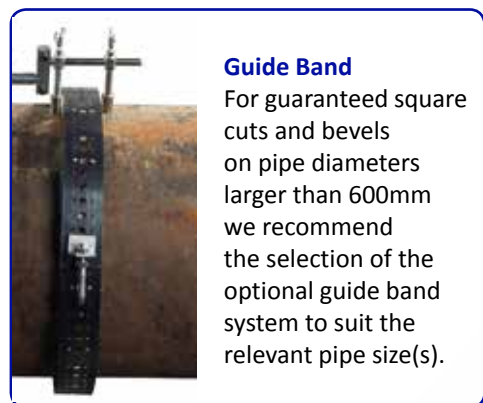 Guide Band
For guaranteed square
cuts and bevels
on pipe diameters
larger than 600mm
we recommend
the selection of the
optional guide band
system to suit the
relevant pipe size(s).